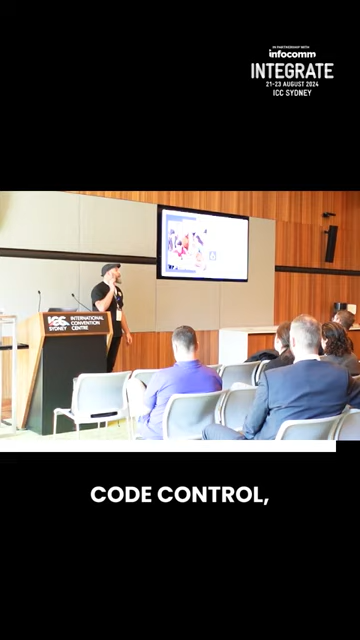 IN PARTNERSHIP WITH
infocomm
INTEGRATE
21-23 AUGUST 2024
ICC SYDNEY
ICC
SYDNEY
INTERNATIONAL
CONVENTION
CENTRE
CODE CONTROL,